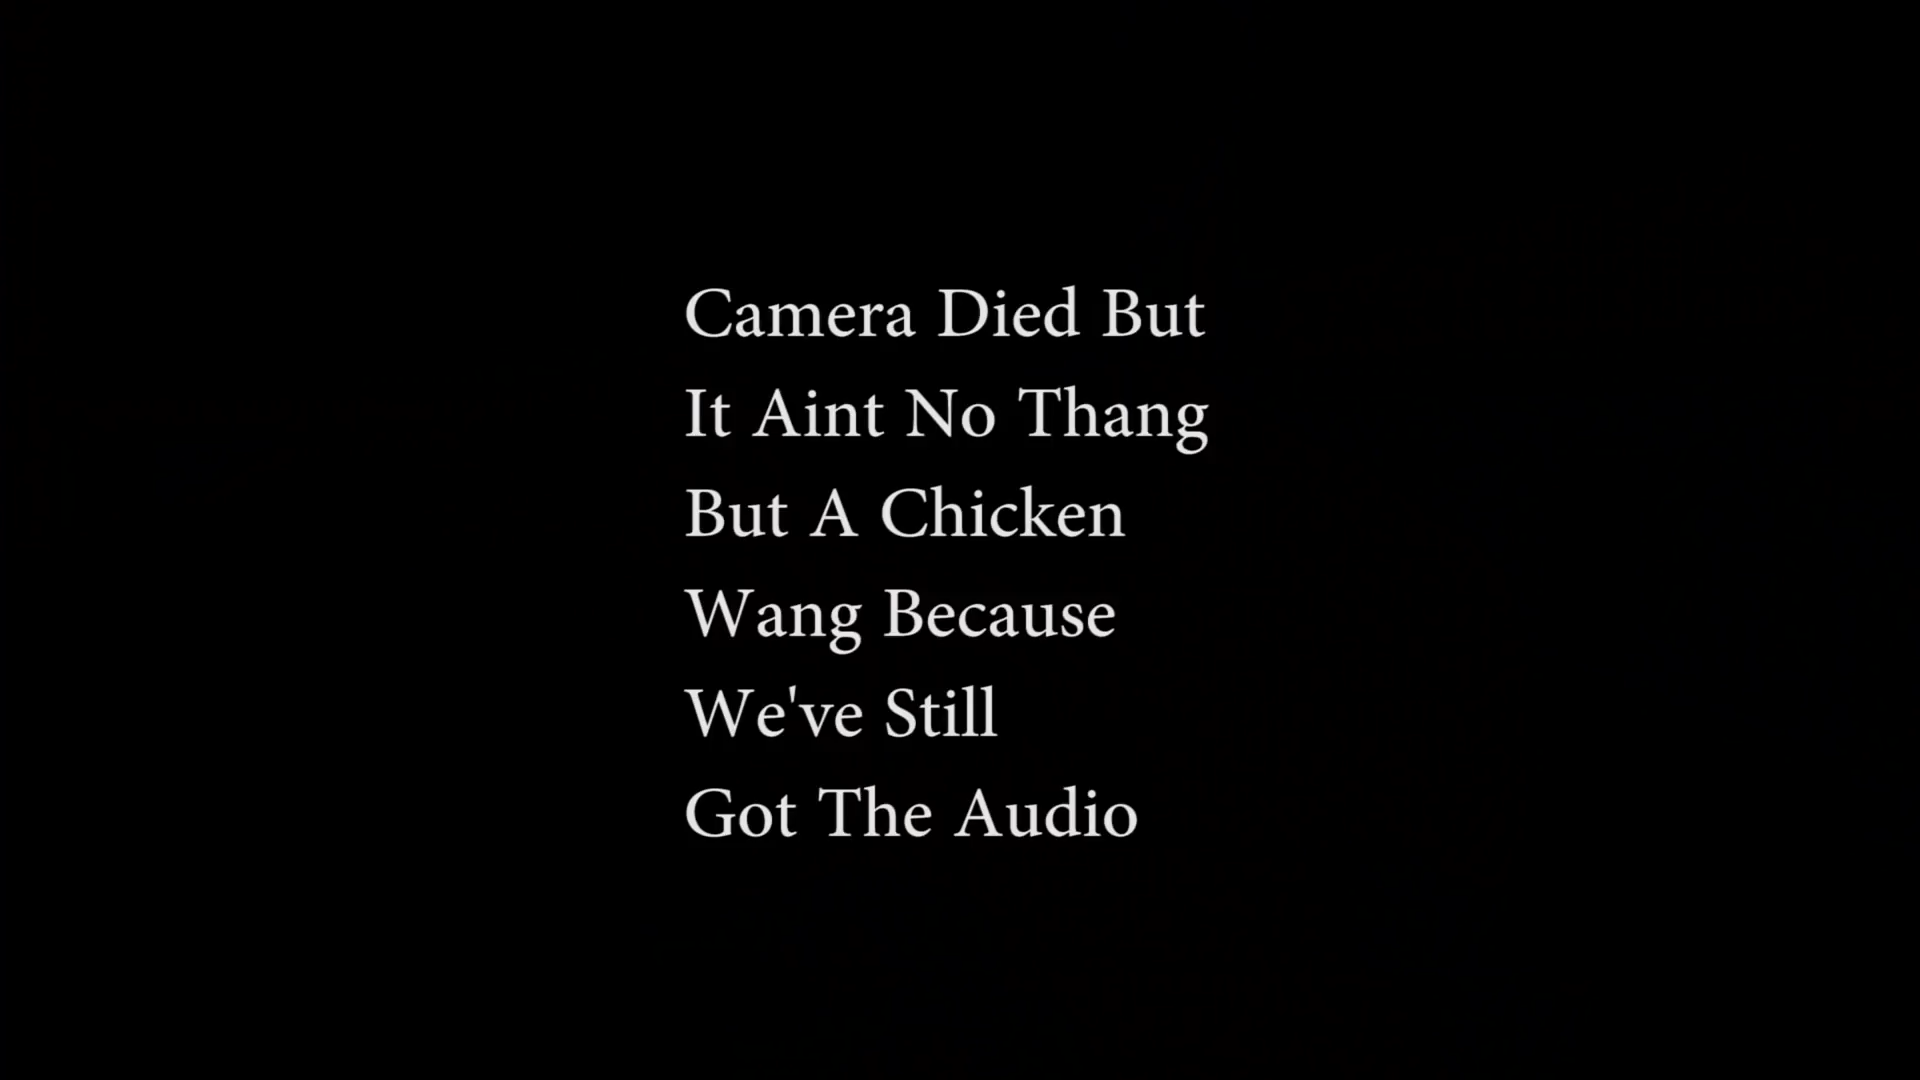 Camera Died But
It Aint No Thang
But A Chicken
Wang Because
We've Still
Got The Audio